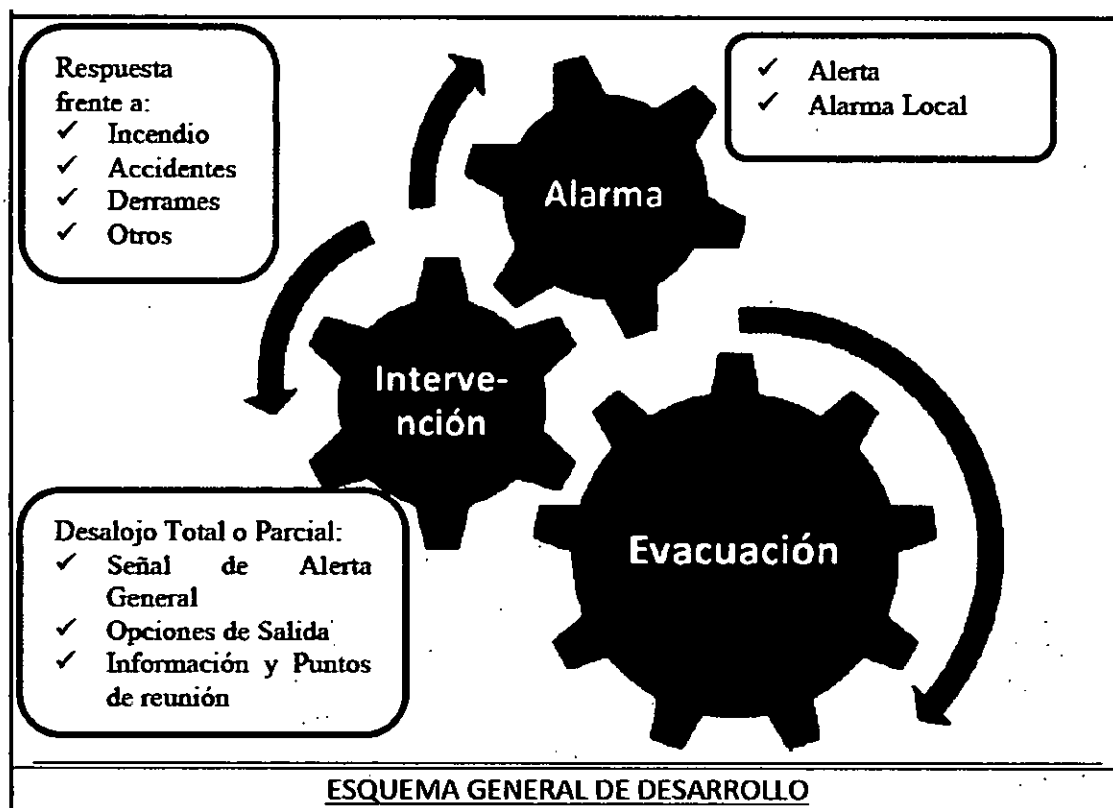 Respuesta
frente a:
✓ Incendio
✓ Accidentes
✓ Derrames
✓ Otros
✓ Alerta
✓ Alarma Local
Alarma
Interve-
nción
Evacuación
Desalojo Total o Parcial:
✓ Señal de Alerta
General
✓ Opciones de Salida
✓ Información y Puntos
de reunión
ESQUEMA GENERAL DE DESARROLLO